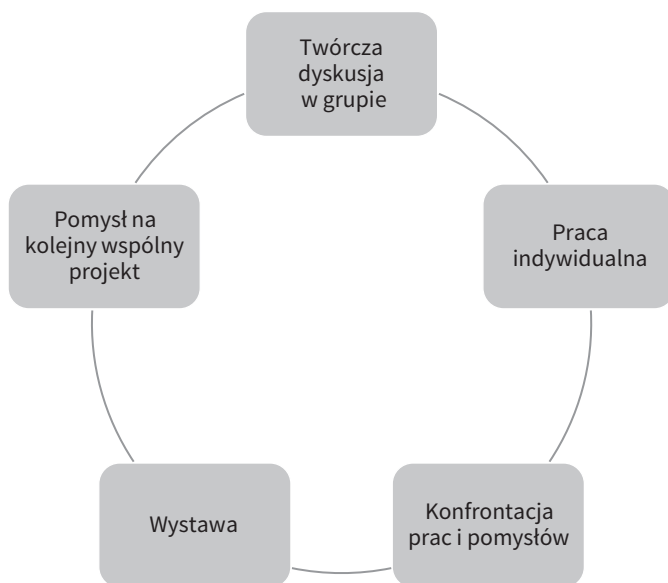 Twórcza
dyskusja
w grupie
Praca
indywidualna
Konfrontacja
prac i pomysłów
Wystawa
Pomysł na
kolejny wspólny
projekt